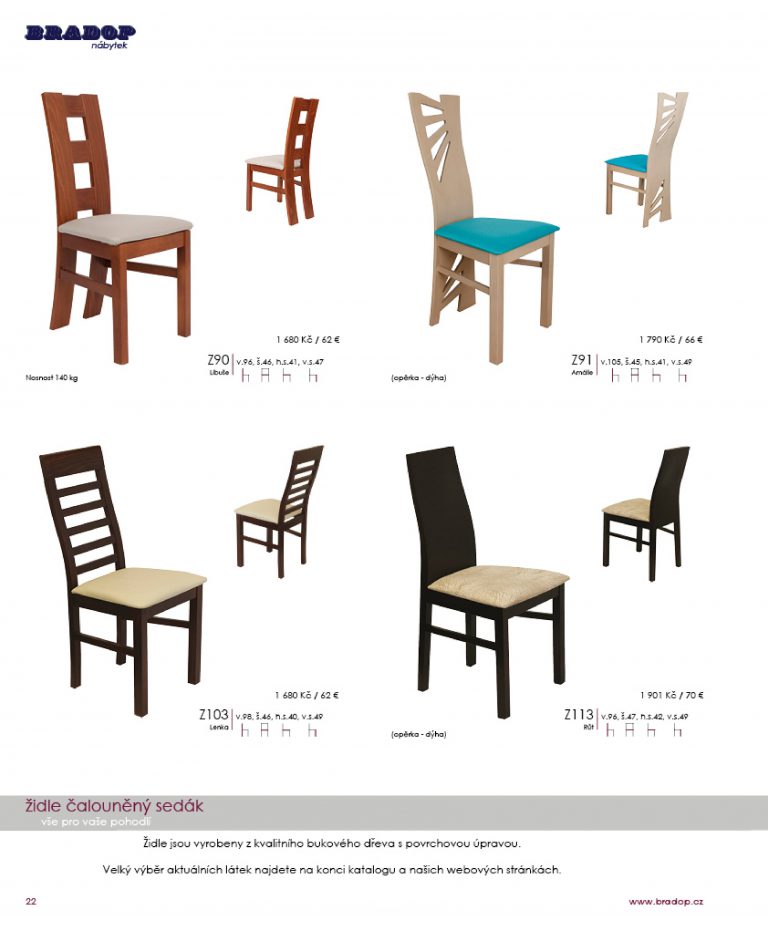 BRADOP
nábytek
1 680 Kč / 62 €
Z90 v.96, š.46, h.s.41, v.s.47
Libuše
Nosnost 140 kg
1 790 Kč / 66 €
Z91 v.105, š.45, h.s.41, v.s.49
Amálie
(opěrka - dýha)
1 680 Kč / 62 €
Z103 v.98, š.46, h.s.40, v.s.49
Lenka
1 901 Kč / 70 €
Z113 v.96, š.47, h.s.42, v.s.49
Růt
(opěrka - dýha)
židle čalouněný sedák
vše pro vaše pohodlí
Židle jsou vyrobeny z kvalitního bukového dřeva s povrchovou úpravou.
Velký výběr aktuálních látek najdete na konci katalogu a našich webových stránkách.
22
www.bradop.cz